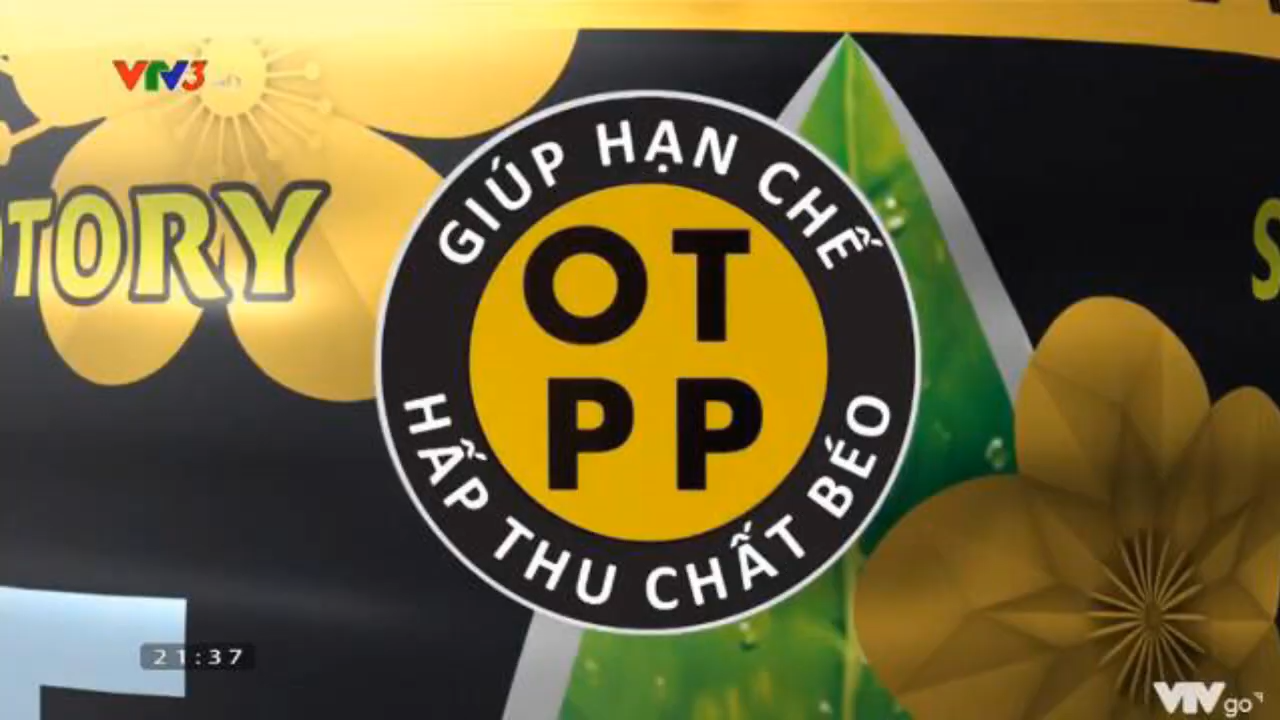 VTV3
GIÚP HẠN CHẾ
TORY
S
OT
PP
HẤP THU CHẤT BÉO
21:37
VTVgo